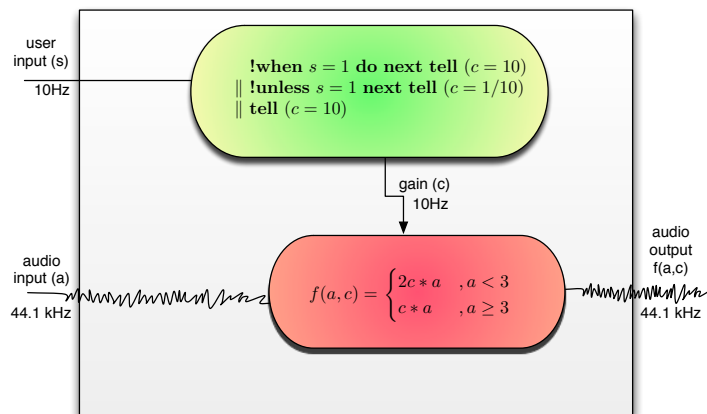 user
input (s)
10Hz
!when s = 1 do next tell (c = 10)
∥ !unless s = 1 next tell (c = 1/10)
∥ tell (c = 10)
gain (c)
10Hz
audio
input (a)
44.1 kHz
f(a, c) = { 2c ∗ a , a < 3
c ∗ a , a ≥ 3
audio
output
f(a,c)
44.1 kHz